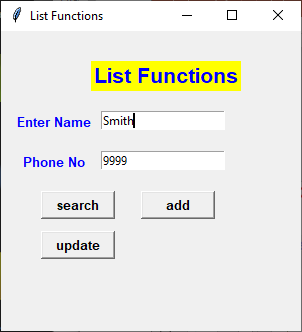 List Functions
List Functions
Enter Name Smith
Phone No 9999
search add
update